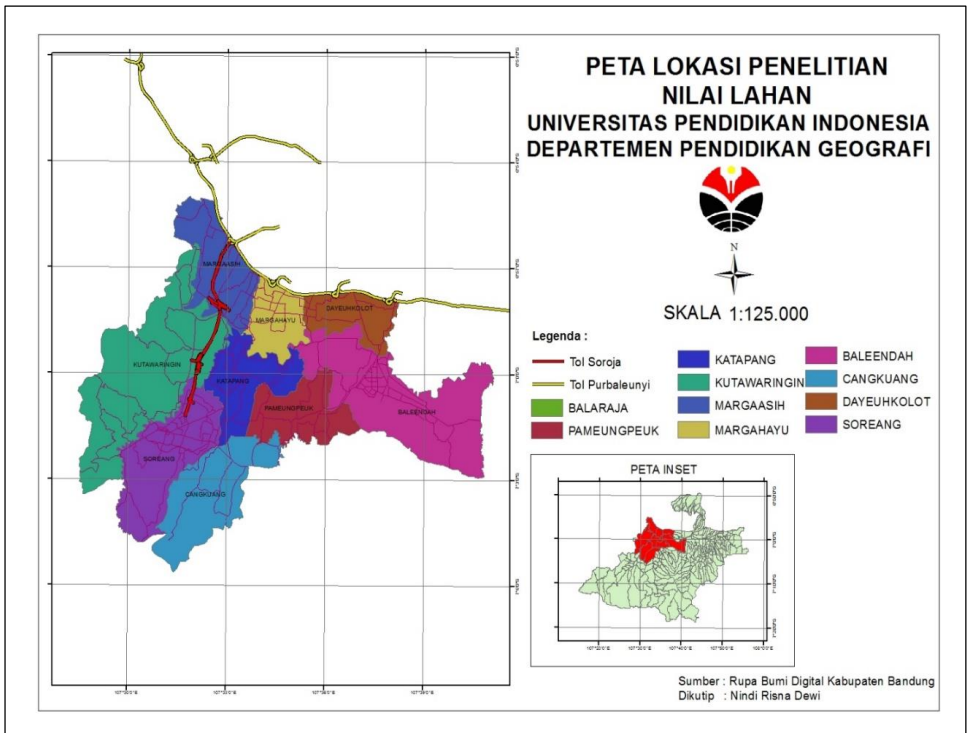 PETA LOKASI PENELITIAN
NILAI LAHAN
UNIVERSITAS PENDIDIKAN INDONESIA
DEPARTEMEN PENDIDIKAN GEOGRAFI
N
SKALA 1:125.000
Legenda :
Tol Soroja
Tol Purbaleunyi
BALARAJA
PAMEUNGPEUK
KATAPANG
KUTAWARINGIN
MARGAASIH
MARGAHAYU
BALEENDAH
CANGKUANG
DAYEUHKOLOT
SOREANG
MARGAASIH
DAYEUHKOLOT
MARGAHAYU
KUTAWARINGIN
KATAPANG
PAMEUNGPEUK
BALEENDAH
SOREANG
CANGKUANG
PETA INSET
Sumber : Rupa Bumi Digital Kabupaten Bandung
Dikutip : Nindi Risna Dewi